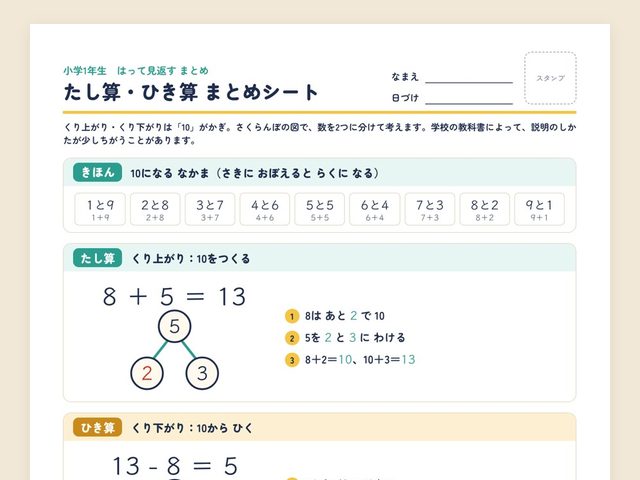 小学1年生　はって見返す まとめ
たし算・ひき算 まとめシート
なまえ
日づけ
スタンプ
くり上がり・くり下がりは「10」がかぎ。さくらんぼの図で、数を2つに分けて考えます。学校の教科書によって、説明のしか
たが少しちがうことがあります。
きほん 10になる なかま（さきに おぼえると らくに なる）
1と9 2と8 3と7 4と6 5と5 6と4 7と3 8と2 9と1
1+9 2+8 3+7 4+6 5+5 6+4 7+3 8+2 9+1
たし算 くり上がり：10をつくる
8 + 5 = 13
5
2 3
1 8は あと 2 で 10
2 5を 2 と 3 に わける
3 8+2=10、10+3=13
ひき算 くり下がり：10から ひく
13 - 8 = 5